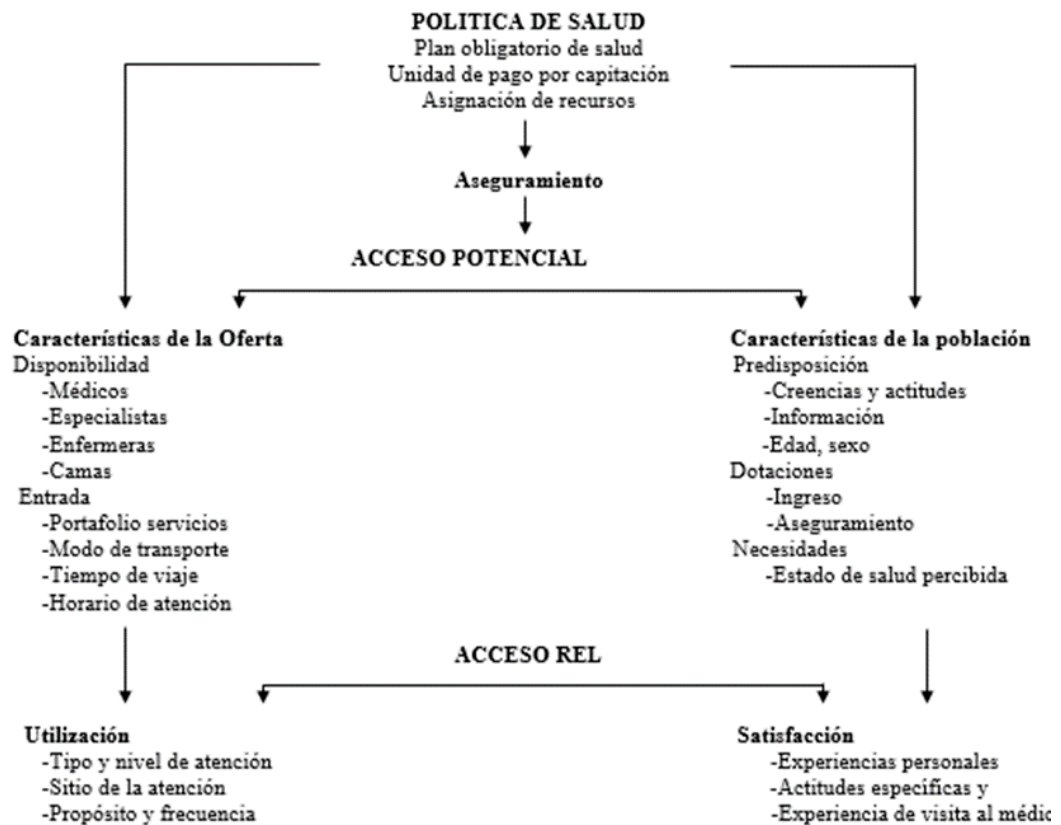 POLITICA DE SALUD
Plan obligatorio de salud
Unidad de pago por capitación
Asignación de recursos
Aseguramiento
ACCESO POTENCIAL
Características de la Oferta
Disponibilidad
-Médicos
-Especialistas
-Enfermeras
-Camas
Entrada
-Portafolio servicios
-Modo de transporte
-Tiempo de viaje
-Horario de atención
Características de la población
Predisposición
-Creencias y actitudes
-Información
-Edad, sexo
Dotaciones
-Ingreso
-Aseguramiento
Necesidades
-Estado de salud percibida
ACCESO REL
Utilización
-Tipo y nivel de atención
-Sitio de la atención
-Propósito y frecuencia
Satisfacción
-Experiencias personales
-Actitudes específicas y
-Experiencia de visita al médic